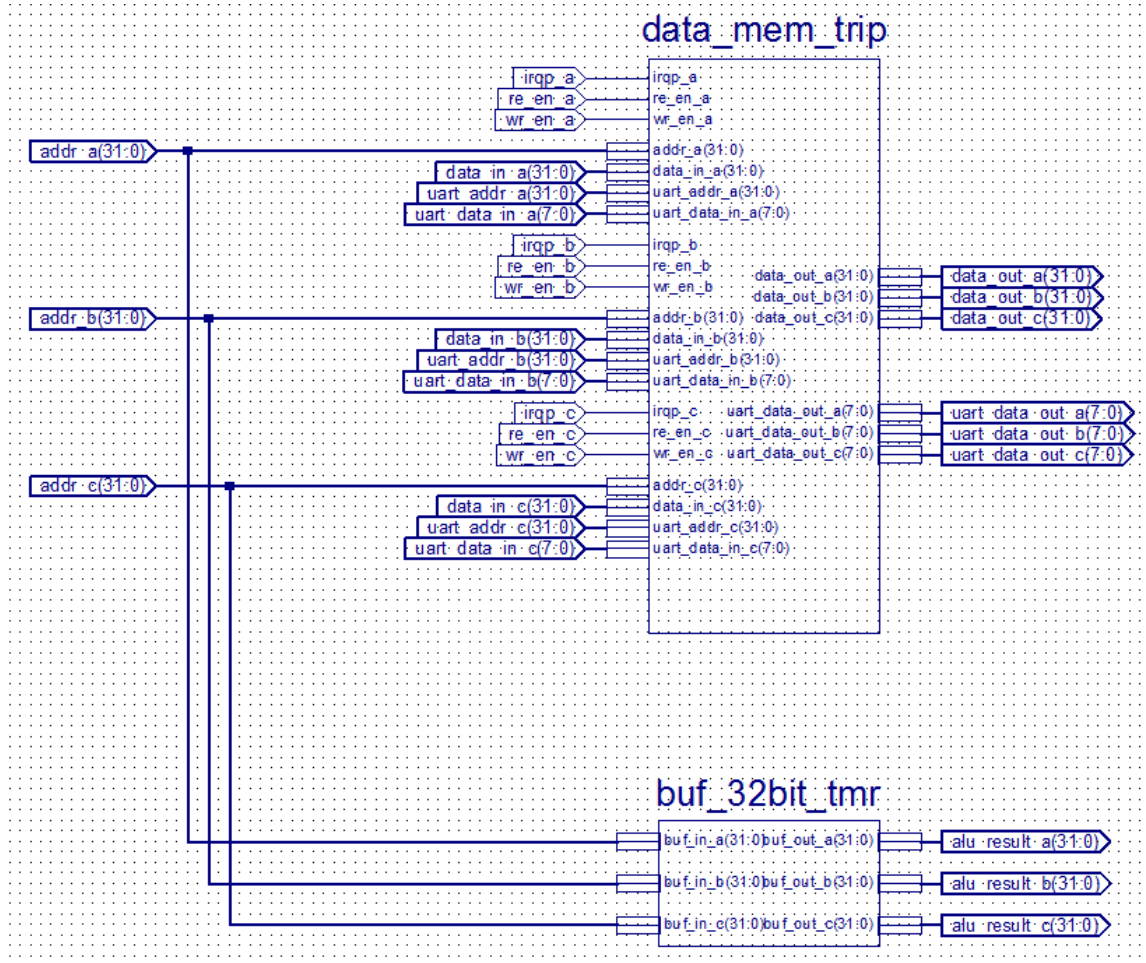 data_mem_trip
irqp_a irqp_a
re_en_a re_en_a
wr_en_a wr_en_a
addr_a(31:0) addr_a(31:0)
data_in_a(31:0) data_in_a(31:0)
uart_addr_a(31:0) uart_addr_a(31:0)
uart_data_in_a(7:0) uart_data_in_a(7:0)
irqp_b irqp_b
re_en_b re_en_b data_out_a(31:0) data_out_a(31:0)
wr_en_b wr_en_b data_out_b(31:0) data_out_b(31:0)
addr_b(31:0) addr_b(31:0) data_out_c(31:0) data_out_c(31:0)
data_in_b(31:0) data_in_b(31:0)
uart_addr_b(31:0) uart_addr_b(31:0)
uart_data_in_b(7:0) uart_data_in_b(7:0)
irqp_c irqp_c uart_data_out_a(7:0) uart_data_out_a(7:0)
re_en_c re_en_c uart_data_out_b(7:0) uart_data_out_b(7:0)
wr_en_c wr_en_c uart_data_out_c(7:0) uart_data_out_c(7:0)
addr_c(31:0) addr_c(31:0)
data_in_c(31:0) data_in_c(31:0)
uart_addr_c(31:0) uart_addr_c(31:0)
uart_data_in_c(7:0) uart_data_in_c(7:0)
buf_32bit_tmr
buf_in_a(31:0) buf_out_a(31:0) alu_result_a(31:0)
buf_in_b(31:0) buf_out_b(31:0) alu_result_b(31:0)
buf_in_c(31:0) buf_out_c(31:0) alu_result_c(31:0)